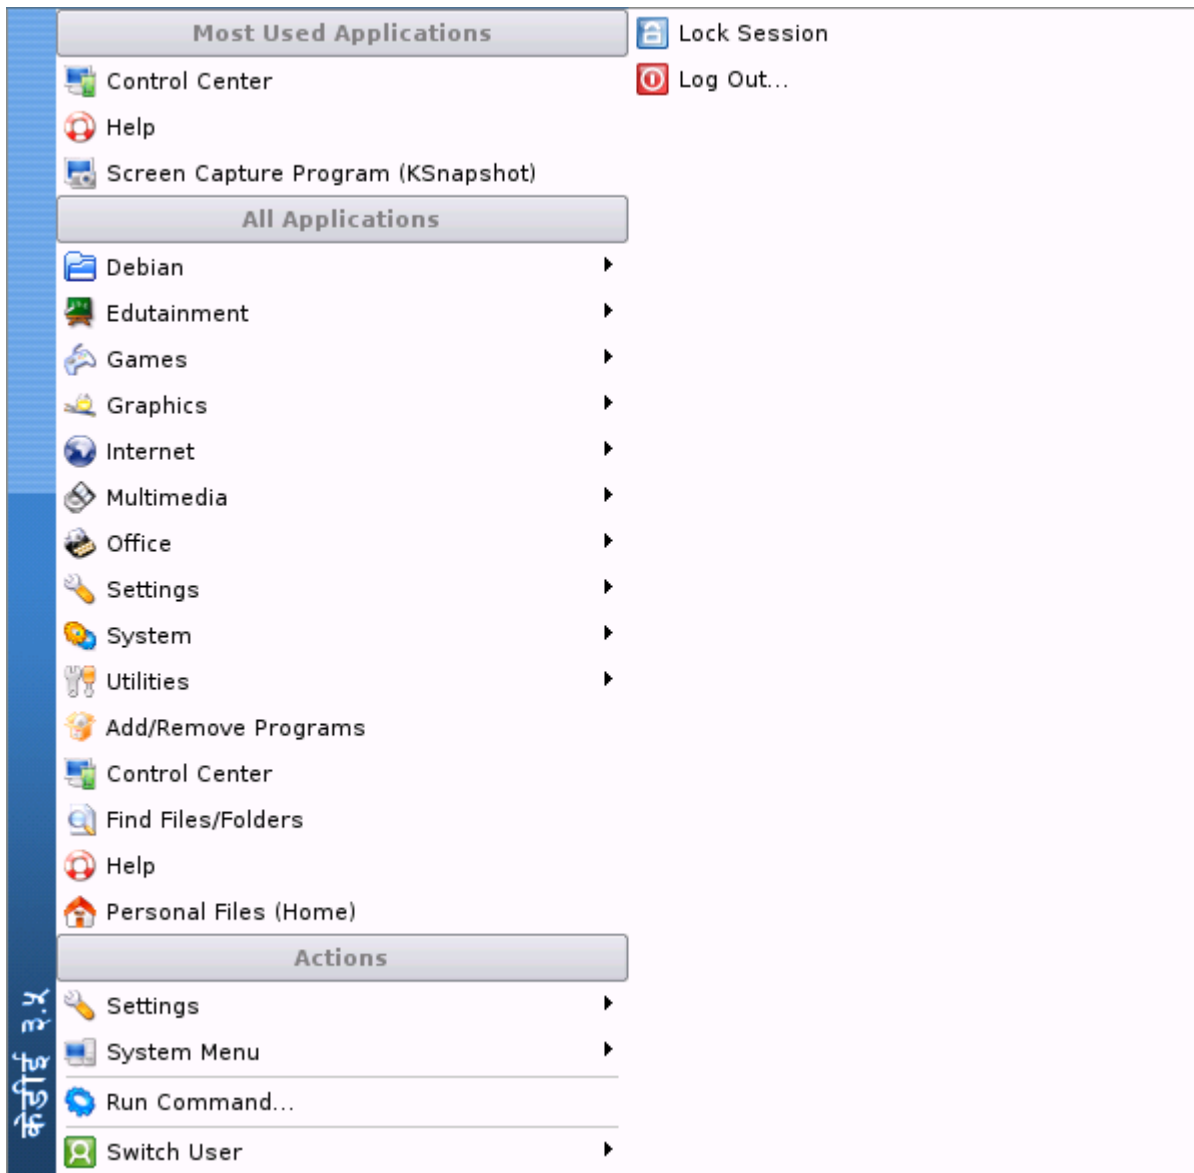 Most Used Applications
Control Center
Help
Screen Capture Program (KSnapshot)
All Applications
Debian
Edutainment
Games
Graphics
Internet
Multimedia
Office
Settings
System
Utilities
Add/Remove Programs
Control Center
Find Files/Folders
Help
Personal Files (Home)
Actions
Settings
System Menu
Run Command...
Switch User
Lock Session
Log Out...
केडीई ३.५